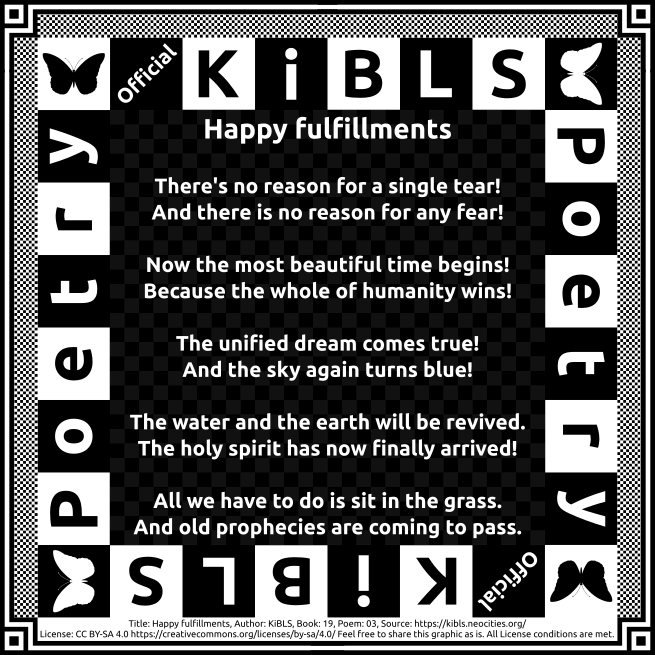 Official KiBLS
Poetry
Poetry
Happy fulfillments
There's no reason for a single tear!
And there is no reason for any fear!
Now the most beautiful time begins!
Because the whole of humanity wins!
The unified dream comes true!
And the sky again turns blue!
The water and the earth will be revived.
The holy spirit has now finally arrived!
All we have to do is sit in the grass.
And old prophecies are coming to pass.
Official KiBLS
Title: Happy fulfillments, Author: KiBLS, Book: 19, Poem: 03, Source: https://kibls.neocities.org/
License: CC BY-SA 4.0 https://creativecommons.org/licenses/by-sa/4.0/ Feel free to share this graphic as is. All License conditions are met.